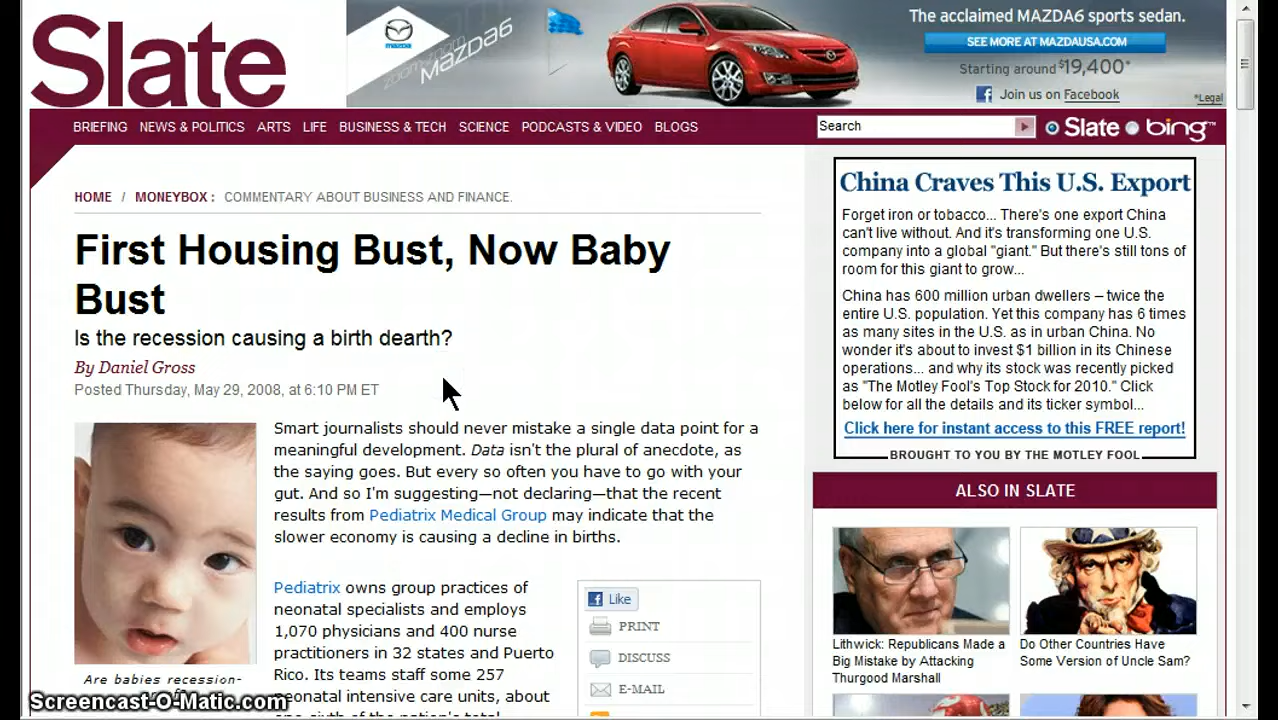 Slate
mazda
zoom-zoom MAZDA6
The acclaimed MAZDA6 sports sedan.
SEE MORE AT MAZDAUSA.COM
Starting around $19,400*
Join us on Facebook
*Legal
BRIEFING NEWS & POLITICS ARTS LIFE BUSINESS & TECH SCIENCE PODCASTS & VIDEO BLOGS
Search
Slate bing™
HOME / MONEYBOX : COMMENTARY ABOUT BUSINESS AND FINANCE.
First Housing Bust, Now Baby
Bust
Is the recession causing a birth dearth?
By Daniel Gross
Posted Thursday, May 29, 2008, at 6:10 PM ET
Smart journalists should never mistake a single data point for a
meaningful development. Data isn't the plural of anecdote, as
the saying goes. But every so often you have to go with your
gut. And so I'm suggesting—not declaring—that the recent
results from Pediatrix Medical Group may indicate that the
slower economy is causing a decline in births.
Pediatrix owns group practices of
neonatal specialists and employs
1,070 physicians and 400 nurse
practitioners in 32 states and Puerto
Rico. Its teams staff some 257
neonatal intensive care units, about
one-sixth of the nation's total
Like
PRINT
DISCUSS
E-MAIL
Are babies recession-
Screencast-O-Matic.com
China Craves This U.S. Export
Forget iron or tobacco... There's one export China
can't live without. And it's transforming one U.S.
company into a global "giant." But there's still tons of
room for this giant to grow...
China has 600 million urban dwellers – twice the
entire U.S. population. Yet this company has 6 times
as many sites in the U.S. as in urban China. No
wonder it's about to invest $1 billion in its Chinese
operations... and why its stock was recently picked
as "The Motley Fool's Top Stock for 2010." Click
below for all the details and its ticker symbol...
Click here for instant access to this FREE report!
BROUGHT TO YOU BY THE MOTLEY FOOL
ALSO IN SLATE
Lithwick: Republicans Made a
Big Mistake by Attacking
Thurgood Marshall
Do Other Countries Have
Some Version of Uncle Sam?